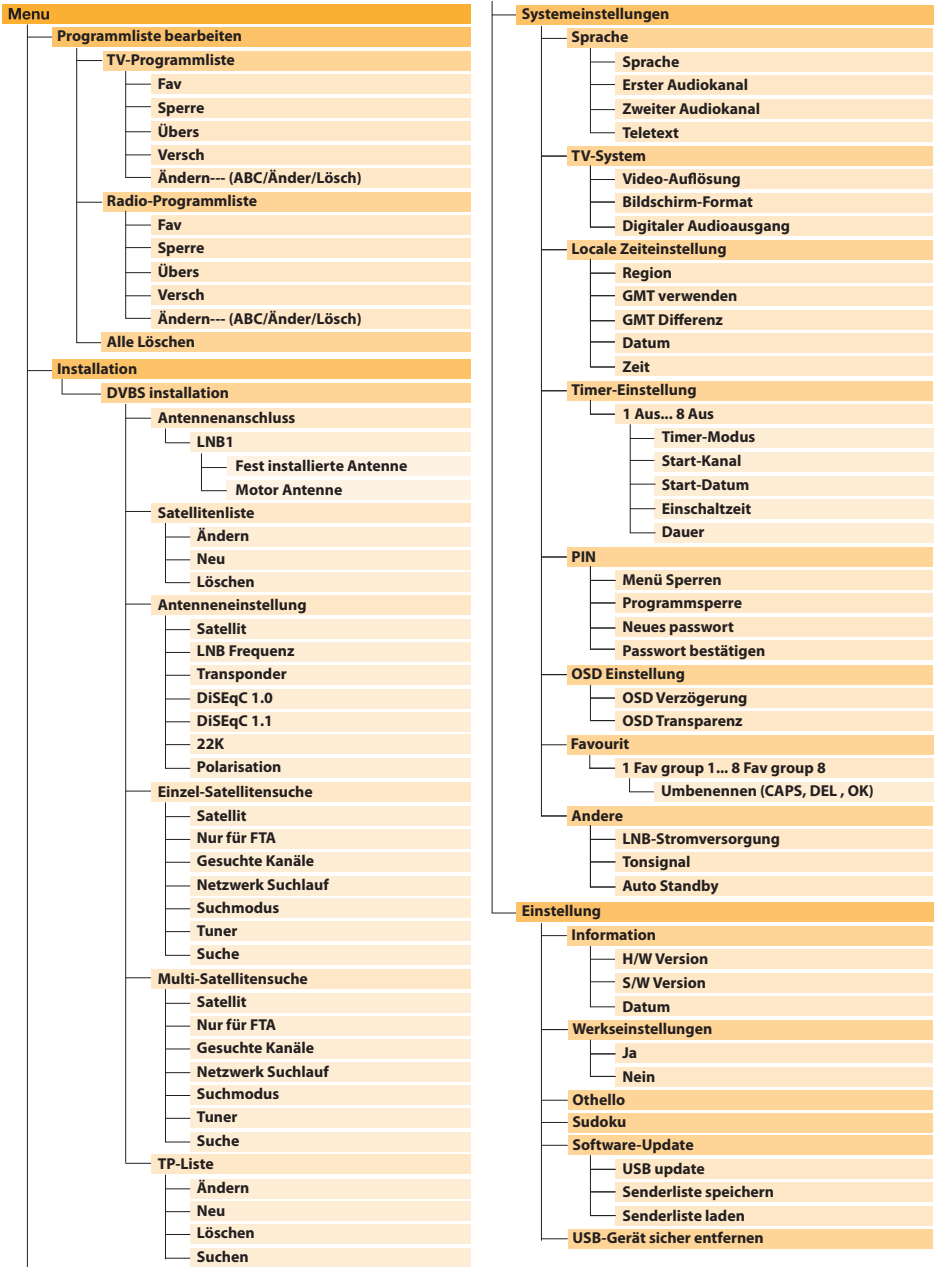 Menu
Programmliste bearbeiten
TV-Programmliste
Fav
Sperre
Übers
Versch
Ändern--- (ABC/Änder/Lösch)
Radio-Programmliste
Fav
Sperre
Übers
Versch
Ändern--- (ABC/Änder/Lösch)
Alle Löschen
Installation
DVBS installation
Antennenanschluss
LNB1
Fest installierte Antenne
Motor Antenne
Satellitenliste
Ändern
Neu
Löschen
Antenneneinstellung
Satellit
LNB Frequenz
Transponder
DiSEqC 1.0
DiSEqC 1.1
22K
Polarisation
Einzel-Satellitensuche
Satellit
Nur für FTA
Gesuchte Kanäle
Netzwerk Suchlauf
Suchmodus
Tuner
Suche
Multi-Satellitensuche
Satellit
Nur für FTA
Gesuchte Kanäle
Netzwerk Suchlauf
Suchmodus
Tuner
Suche
TP-Liste
Ändern
Neu
Löschen
Suchen
Systemeinstellungen
Sprache
Sprache
Erster Audiokanal
Zweiter Audiokanal
Teletext
TV-System
Video-Auflösung
Bildschirm-Format
Digitaler Audioausgang
Locale Zeiteinstellung
Region
GMT verwenden
GMT Differenz
Datum
Zeit
Timer-Einstellung
1 Aus... 8 Aus
Timer-Modus
Start-Kanal
Start-Datum
Einschaltzeit
Dauer
PIN
Menü Sperren
Programmsperre
Neues passwort
Passwort bestätigen
OSD Einstellung
OSD Verzögerung
OSD Transparenz
Favourit
1 Fav group 1... 8 Fav group 8
Umbenennen (CAPS, DEL , OK)
Andere
LNB-Stromversorgung
Tonsignal
Auto Standby
Einstellung
Information
H/W Version
S/W Version
Datum
Werkseinstellungen
Ja
Nein
Othello
Sudoku
Software-Update
USB update
Senderliste speichern
Senderliste laden
USB-Gerät sicher entfernen